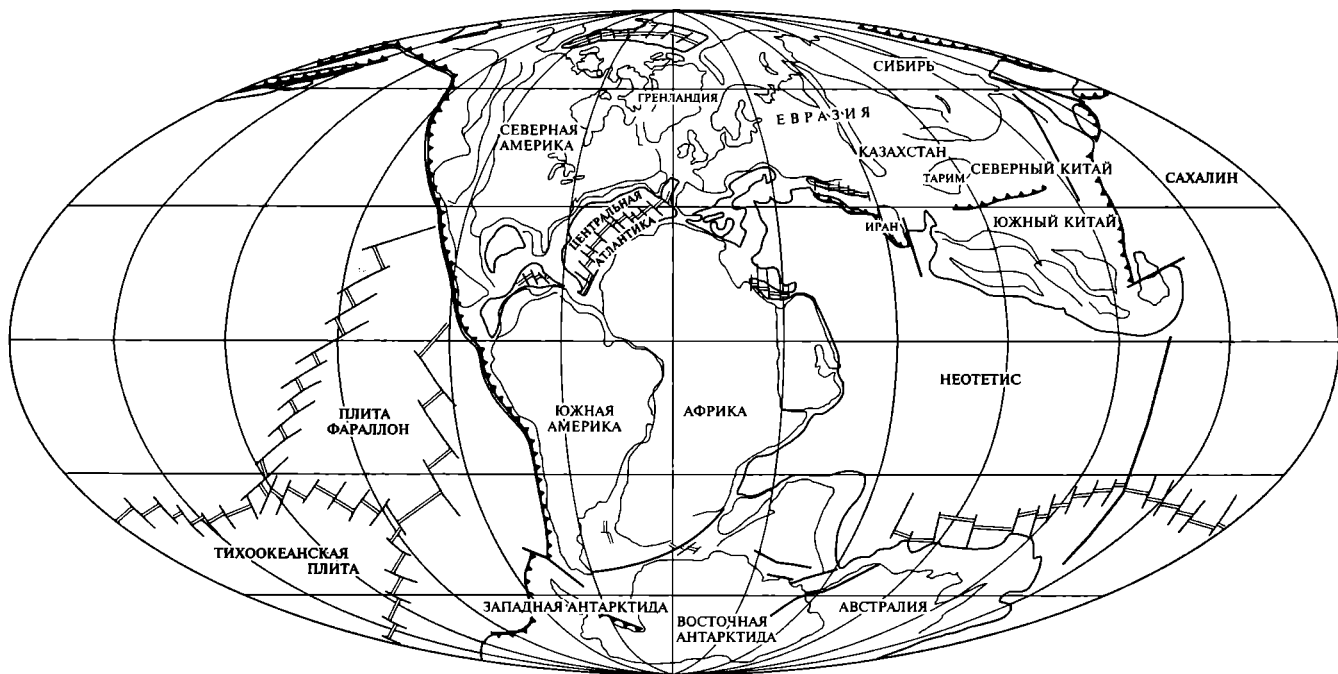 СИБИРЬ
ГРЕНЛАНДИЯ
ЕВРАЗИЯ
СЕВЕРНАЯ
АМЕРИКА
КАЗАХСТАН
ТАРИМ
СЕВЕРНЫЙ КИТАЙ
САХАЛИН
ЦЕНТРАЛЬНАЯ
АТЛАНТИКА
ИРАН
ЮЖНЫЙ КИТАЙ
НЕОТЕТИС
ПЛИТА
ФАРАЛЛОН
ЮЖНАЯ
АМЕРИКА
АФРИКА
ТИХООКЕАНСКАЯ
ПЛИТА
ЗАПАДНАЯ АНТАРКТИДА
ВОСТОЧНАЯ
АНТАРКТИДА
АВСТРАЛИЯ